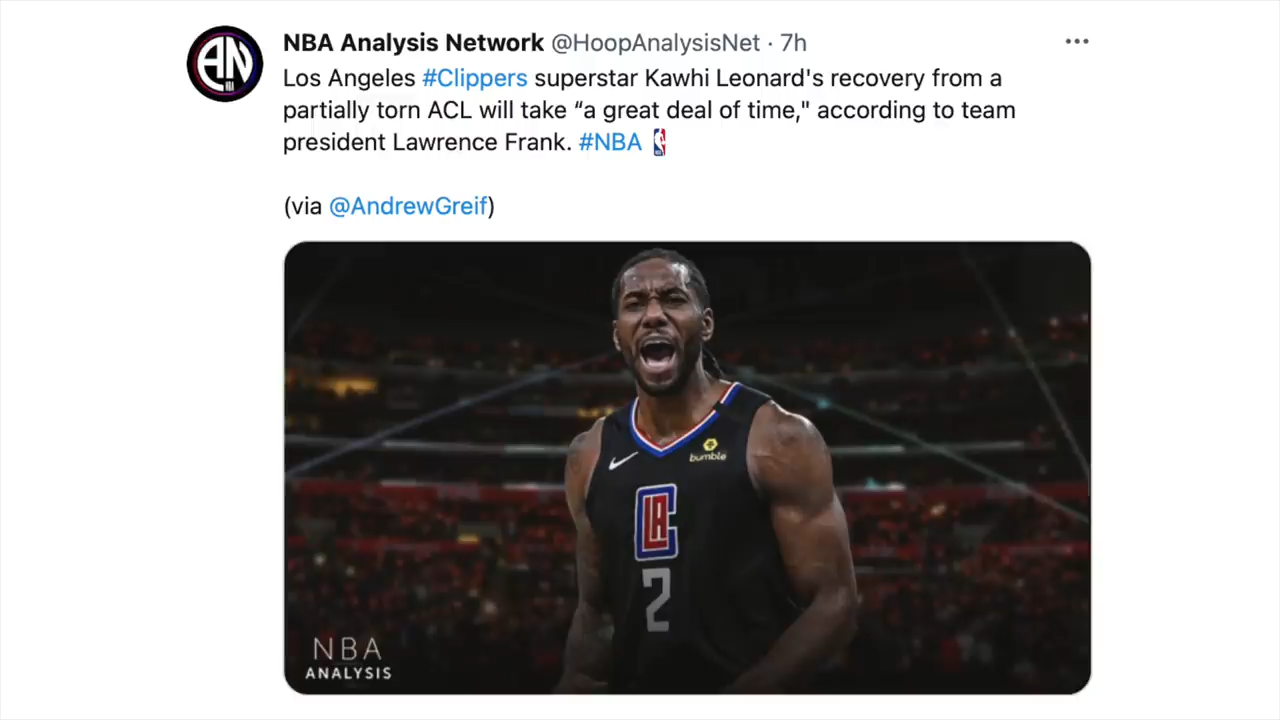 NBA Analysis Network @HoopAnalysisNet · 7h
Los Angeles #Clippers superstar Kawhi Leonard's recovery from a
partially torn ACL will take “a great deal of time," according to team
president Lawrence Frank. #NBA
(via @AndrewGreif)
bumble
LA
2
NBA
ANALYSIS